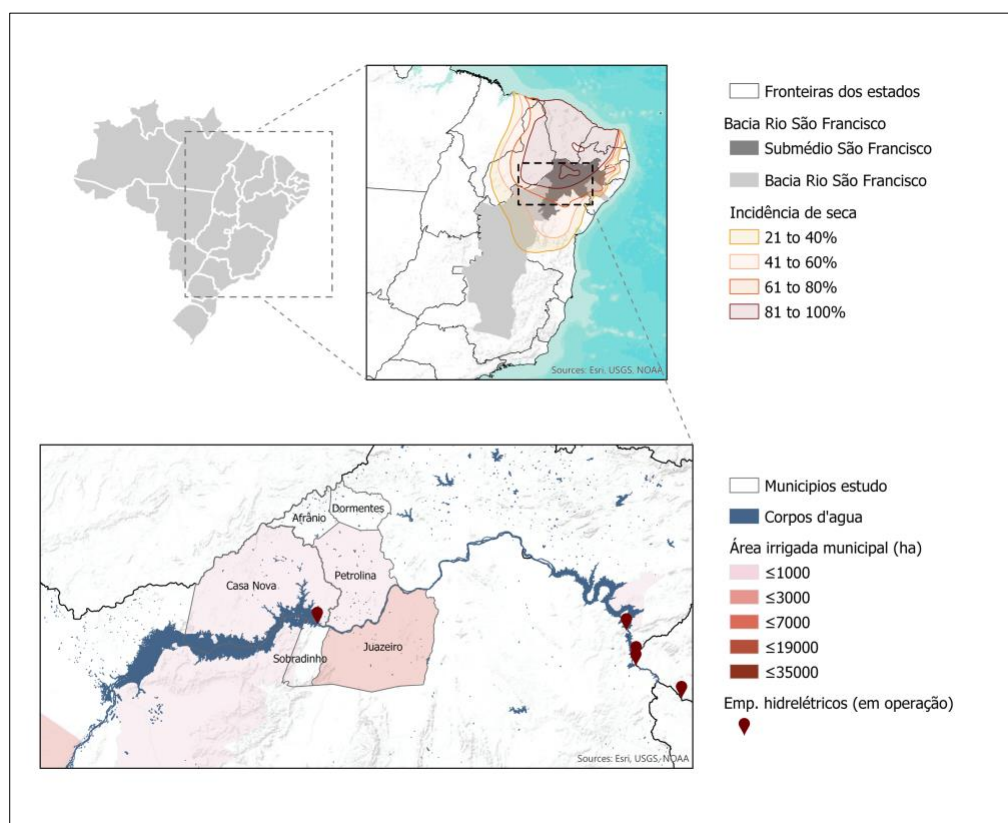 Fronteiras dos estados
Bacia Rio São Francisco
Submédio São Francisco
Bacia Rio São Francisco
Incidência de seca
21 to 40%
41 to 60%
61 to 80%
81 to 100%
Sources: Esri, USGS, NOAA
Municipios estudo
Corpos d'agua
Área irrigada municipal (ha)
≤1000
≤3000
≤7000
≤19000
≤35000
Emp. hidrelétricos (em operação)
Dormentes
Afrânio
Casa Nova
Petrolina
Juazeiro
Sobradinho
Sources: Esri, USGS, NOAA